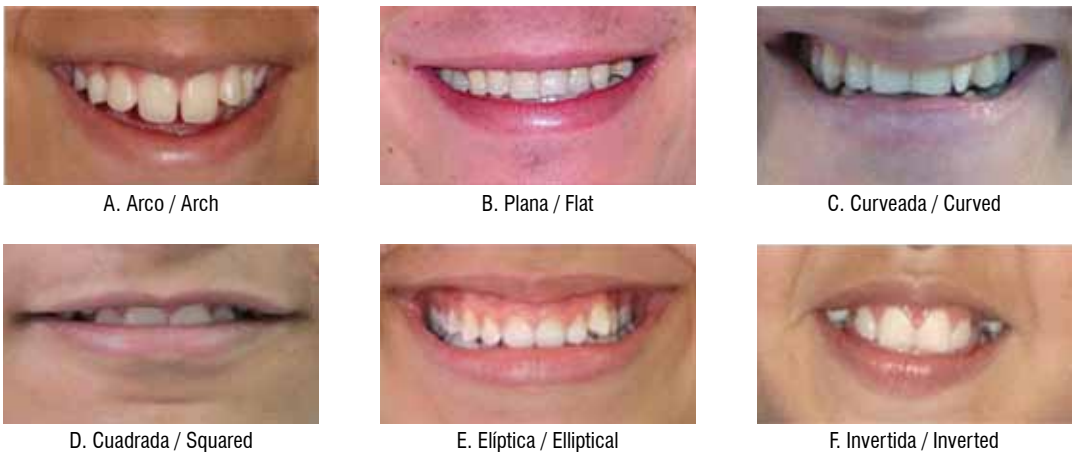 A. Arco / Arch
B. Plana / Flat
C. Curveada / Curved
D. Cuadrada / Squared
E. Elíptica / Elliptical
F. Invertida / Inverted